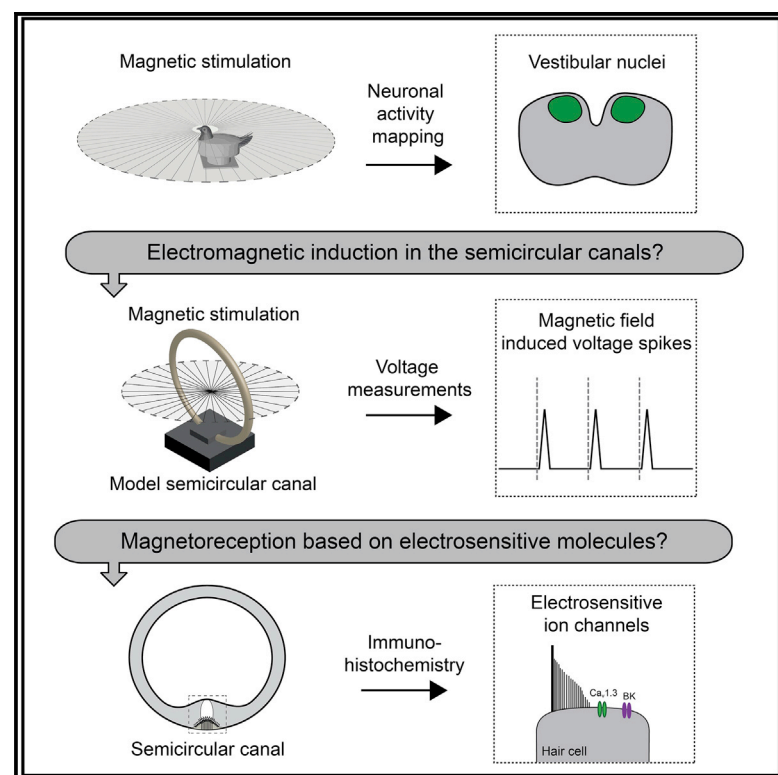 Magnetic stimulation
Neuronal
activity
mapping
Vestibular nuclei
Electromagnetic induction in the semicircular canals?
Magnetic stimulation
Voltage
measurements
Magnetic field
induced voltage spikes
Model semicircular canal
Magnetoreception based on electrosensitive molecules?
Immuno-
histochemistry
Electrosensitive
ion channels
Cav1.3 BK
Hair cell
Semicircular canal